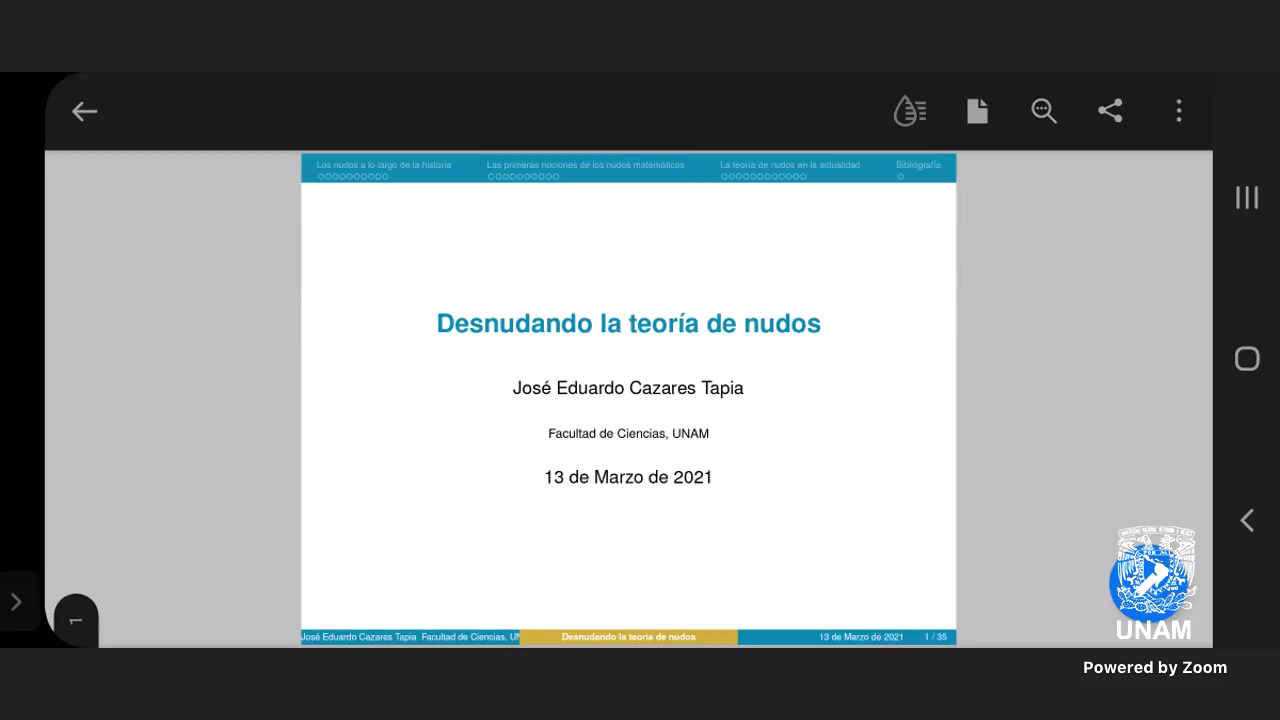 Los nudos a lo largo de la historia
Las primeras nociones de los nudos matemáticos
La teoría de nudos en la actualidad
Bibliografía
Desnudando la teoría de nudos
José Eduardo Cazares Tapia
Facultad de Ciencias, UNAM
13 de Marzo de 2021
1
José Eduardo Cazares Tapia Facultad de Ciencias, UN
Desnudando la teoría de nudos
13 de Marzo de 2021
1 / 35
UNAM
Powered by Zoom